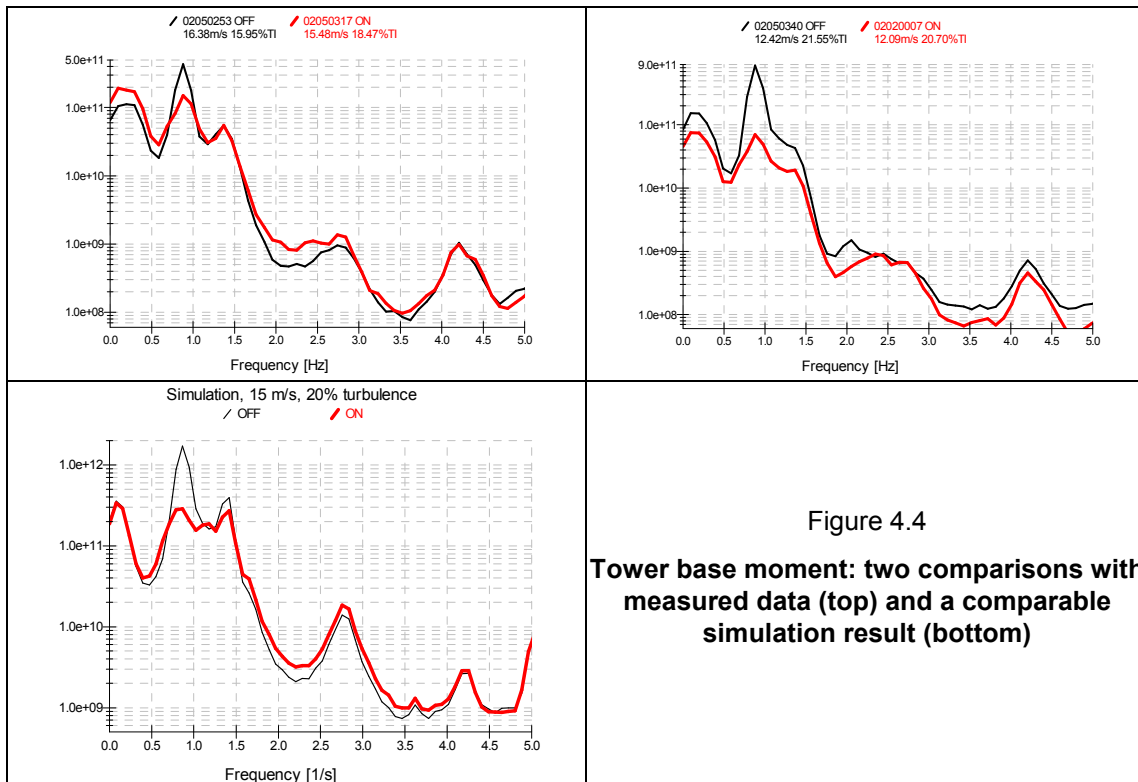 02050253 OFF 02050317 ON
16.38m/s 15.95%TI 15.48m/s 18.47%TI
5.0e+11
1.0e+11
1.0e+10
1.0e+09
1.0e+08
0.0 0.5 1.0 1.5 2.0 2.5 3.0 3.5 4.0 4.5 5.0
Frequency [Hz]
02050340 OFF 02020007 ON
12.42m/s 21.55%TI 12.09m/s 20.70%TI
9.0e+11
1.0e+11
1.0e+10
1.0e+09
1.0e+08
0.0 0.5 1.0 1.5 2.0 2.5 3.0 3.5 4.0 4.5 5.0
Frequency [Hz]
Simulation, 15 m/s, 20% turbulence
OFF ON
1.0e+12
1.0e+11
1.0e+10
1.0e+09
0.0 0.5 1.0 1.5 2.0 2.5 3.0 3.5 4.0 4.5 5.0
Frequency [1/s]
Figure 4.4
Tower base moment: two comparisons with
measured data (top) and a comparable
simulation result (bottom)